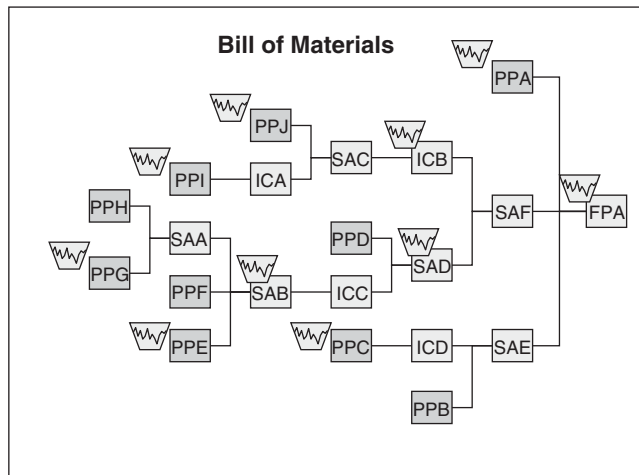 Bill of Materials
PPA
PPJ
SAC
ICB
PPI
ICA
PPH
SAF
FPA
SAA
PPD
PPG
SAD
PPF
SAB
ICC
PPE
PPC
ICD
SAE
PPB